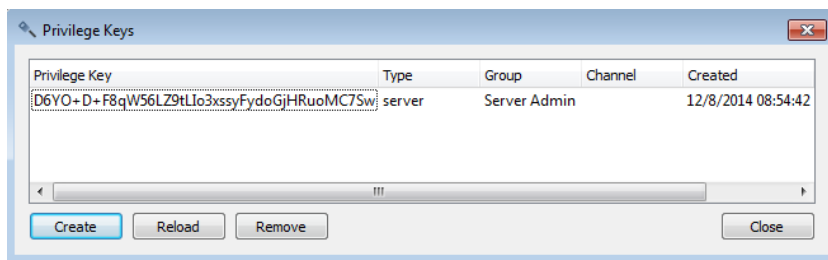 Privilege Keys
Privilege Key Type Group Channel Created
D6YO+D+F8qW56LZ9tLIo3xssyFydoGjHRuoMC7Sw server Server Admin 12/8/2014 08:54:42
Create Reload Remove Close